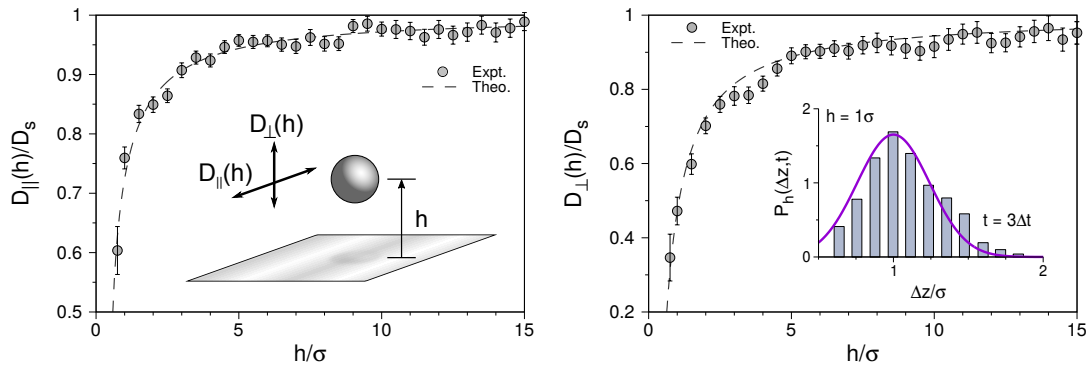 1
0.9
0.8
0.7
0.6
0.5
0
5
10
15
D||(h)/Ds
h/σ
Expt.
Theo.
D⊥(h)
D||(h)
h
1
0.8
0.6
0.4
0.2
0
5
10
15
D⊥(h)/Ds
h/σ
Expt.
Theo.
2
1
0
1
2
Ph(Δz,t)
Δz/σ
h = 1σ
t = 3Δt